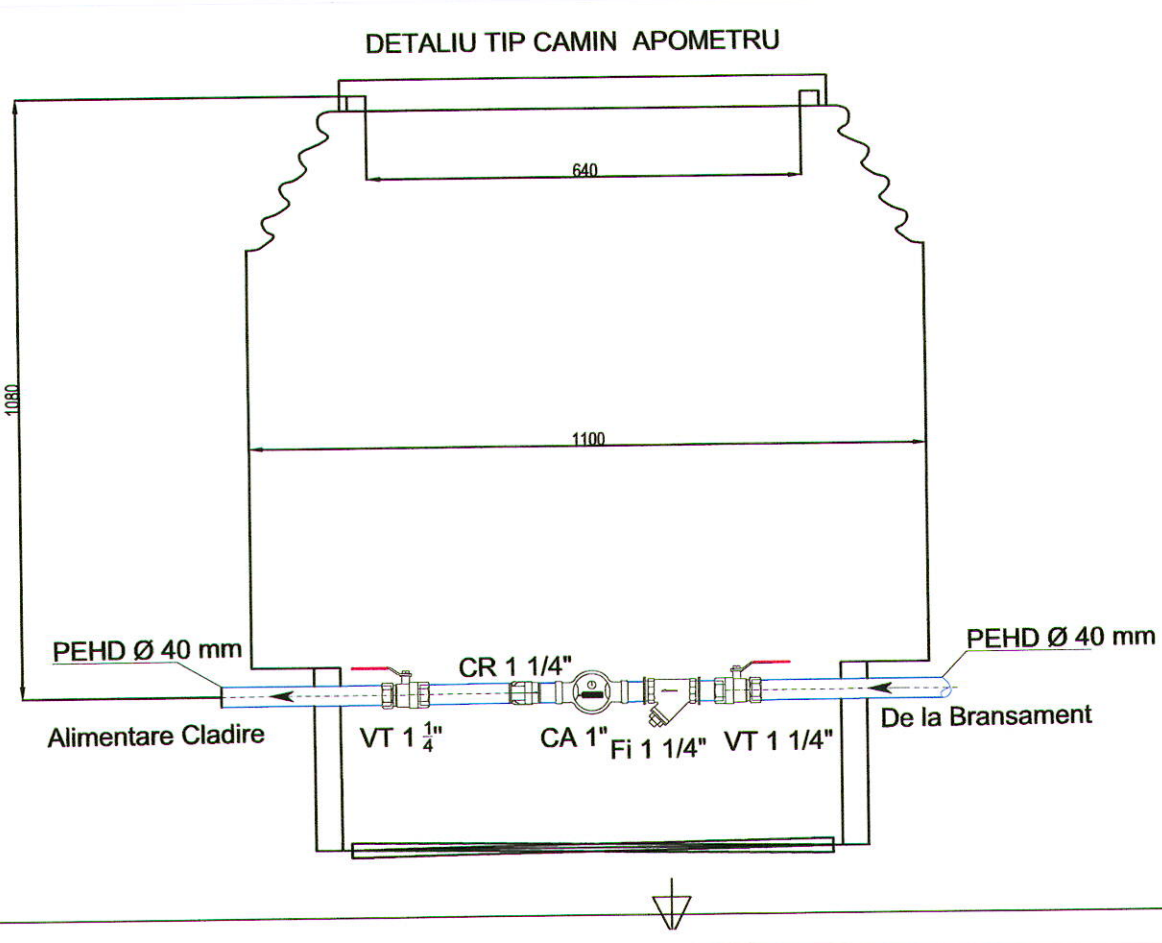 DETALIU TIP CAMIN APOMETRU
640
1080
1100
PEHD Ø 40 mm
PEHD Ø 40 mm
CR 1 1/4"
Alimentare Cladire
VT 1 1/4"
CA 1"
Fi 1 1/4"
VT 1 1/4"
De la Bransament